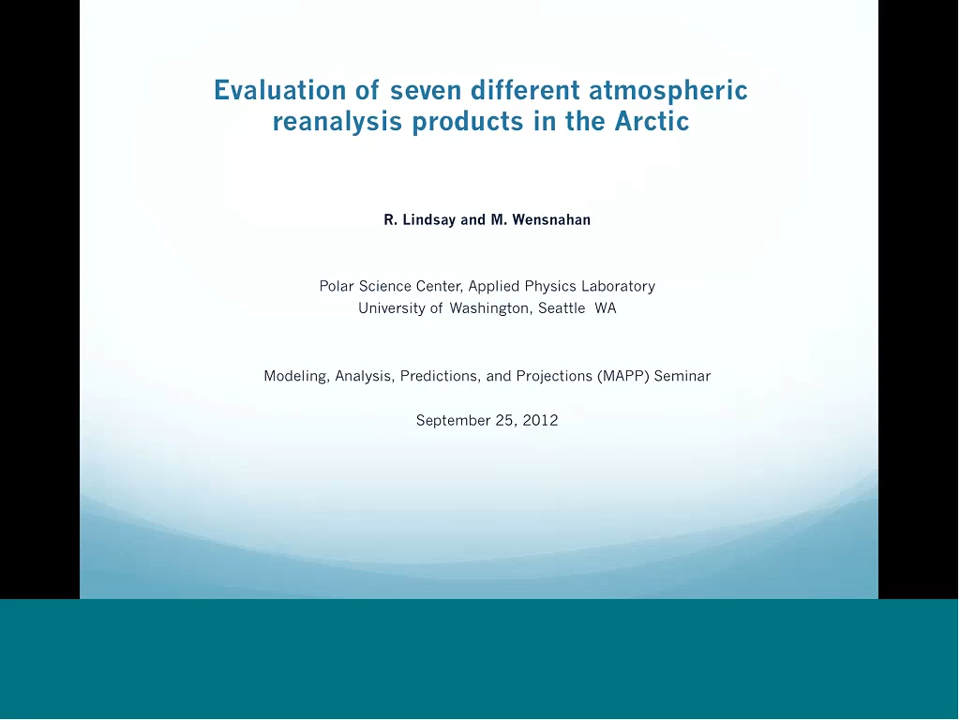 Evaluation of seven different atmospheric
reanalysis products in the Arctic
R. Lindsay and M. Wensnahan
Polar Science Center, Applied Physics Laboratory
University of Washington, Seattle WA
Modeling, Analysis, Predictions, and Projections (MAPP) Seminar
September 25, 2012